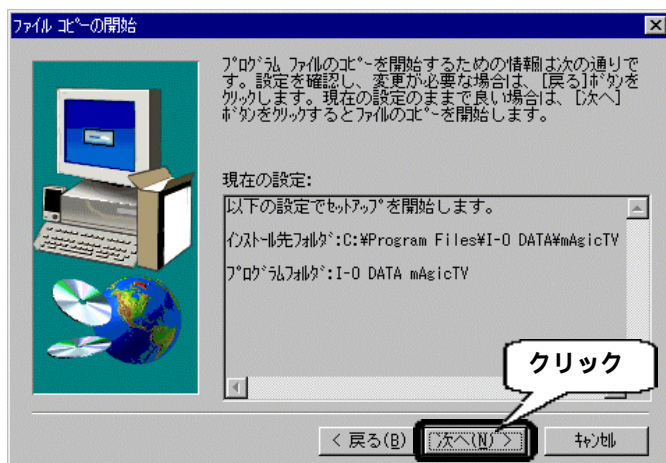 ファイル コピーの開始
プログラム ファイルのコピーを開始するための情報は次の通りで
す。設定を確認し、変更が必要な場合は、[戻る]ボタンを
クリックします。現在の設定のままで良い場合は、[次へ]
ボタンをクリックするとファイルのコピーを開始します。
現在の設定:
以下の設定でセットアップを開始します。
インストール先フォルダ:C:¥Program Files¥I-O DATA¥mAgicTV
プログラムフォルダ:I-O DATA mAgicTV
クリック
< 戻る(B)
次へ(N) >
キャンセル